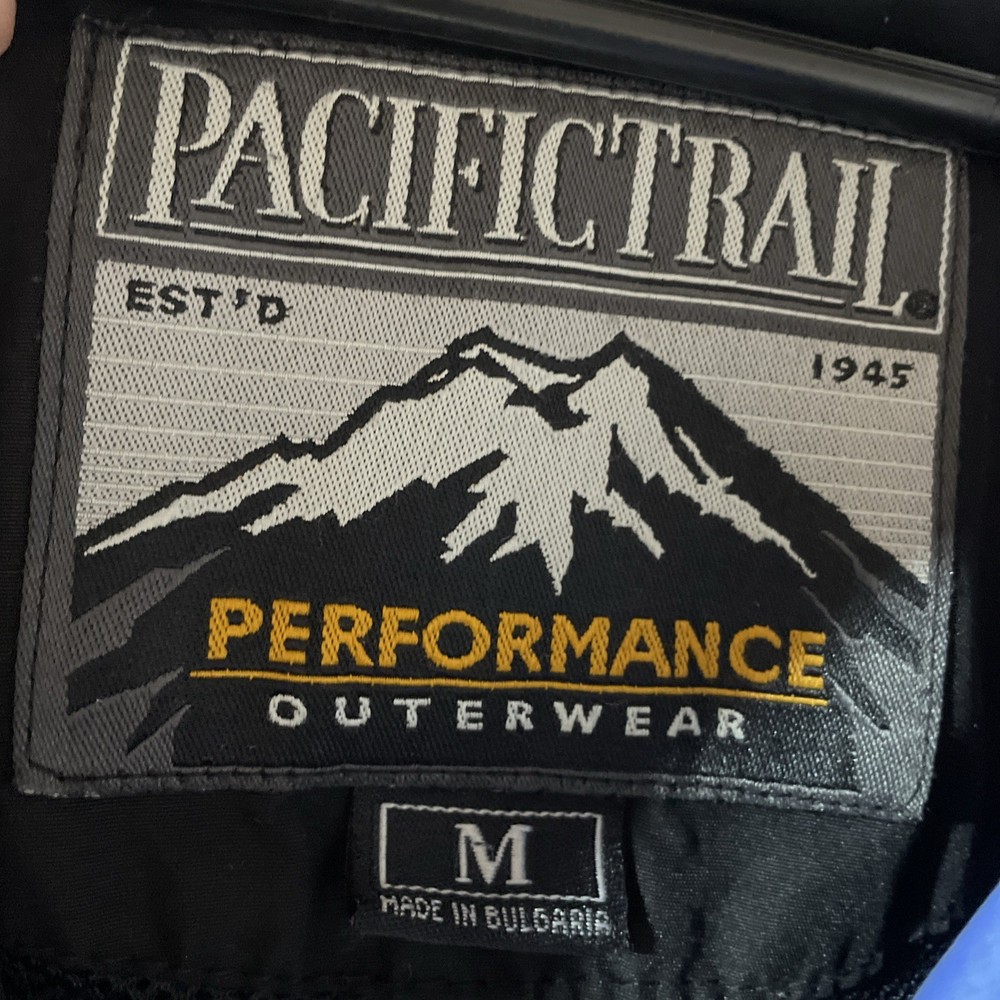 PACIFICTRAIL®
EST'D
1945
PERFORMANCE
OUTERWEAR
M
MADE IN BULGARIA